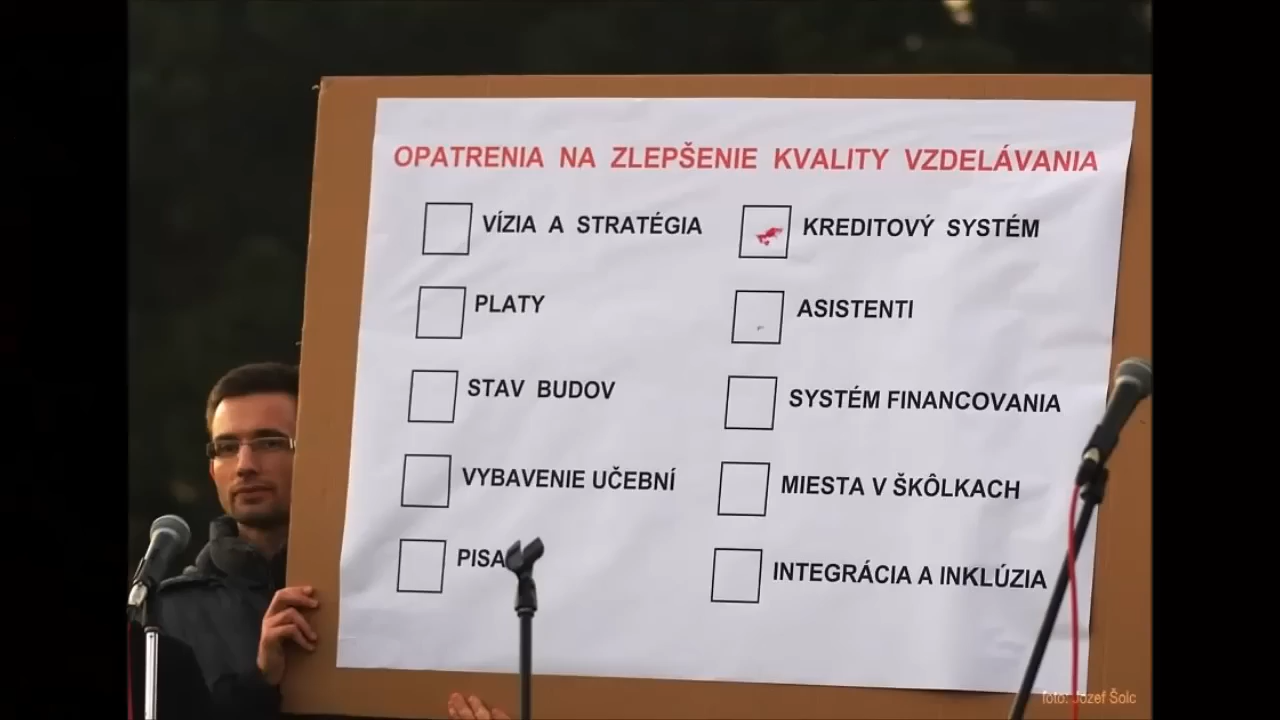 OPATRENIA NA ZLEPŠENIE KVALITY VZDELÁVANIA
VÍZIA A STRATÉGIA
PLATY
STAV BUDOV
VYBAVENIE UČEBNÍ
PISA
KREDITOVÝ SYSTÉM
ASISTENTI
SYSTÉM FINANCOVANIA
MIESTA V ŠKÔLKACH
INTEGRÁCIA A INKLÚZIA
foto: Jozef Šolc